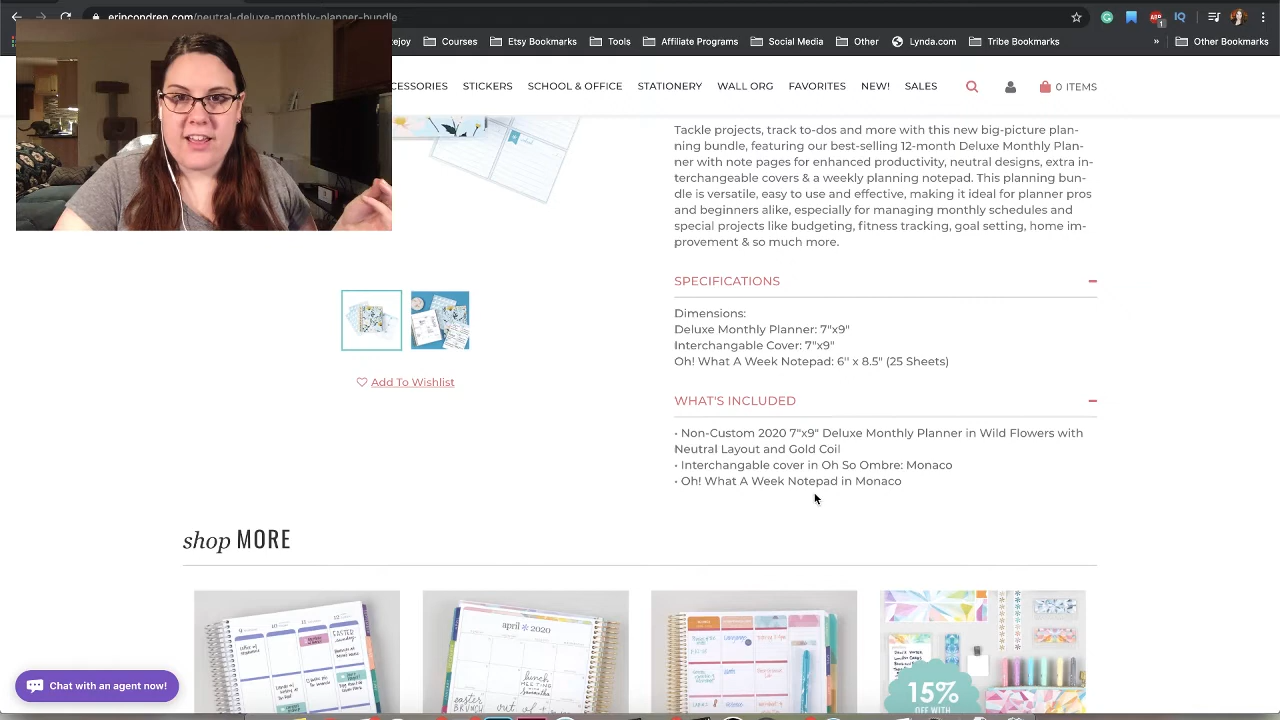 erincondren.com/neutral-deluxe-monthly-planner-bundle
Courses
Etsy Bookmarks
Tools
Affiliate Programs
Social Media
Other
Lynda.com
Tribe Bookmarks
»
Other Bookmarks
STICKERS
SCHOOL & OFFICE
STATIONERY
WALL ORG
FAVORITES
NEW!
SALES
0 ITEMS
Tackle projects, track to-dos and more with this new big-picture plan-
ning bundle, featuring our best-selling 12-month Deluxe Monthly Plan-
ner with note pages for enhanced productivity, neutral designs, extra in-
terchangeable covers & a weekly planning notepad. This planning bun-
dle is versatile, easy to use and effective, making it ideal for planner pros
and beginners alike, especially for managing monthly schedules and
special projects like budgeting, fitness tracking, goal setting, home im-
provement & so much more.
Add To Wishlist
SPECIFICATIONS
Dimensions:
Deluxe Monthly Planner: 7"x9"
Interchangable Cover: 7"x9"
Oh! What A Week Notepad: 6'' x 8.5" (25 Sheets)
WHAT'S INCLUDED
• Non-Custom 2020 7"x9" Deluxe Monthly Planner in Wild Flowers with
Neutral Layout and Gold Coil
• Interchangable cover in Oh So Ombre: Monaco
• Oh! What A Week Notepad in Monaco
shop MORE
april 2020
lunch
MEETING
15%
OFF WITH
Chat with an agent now!